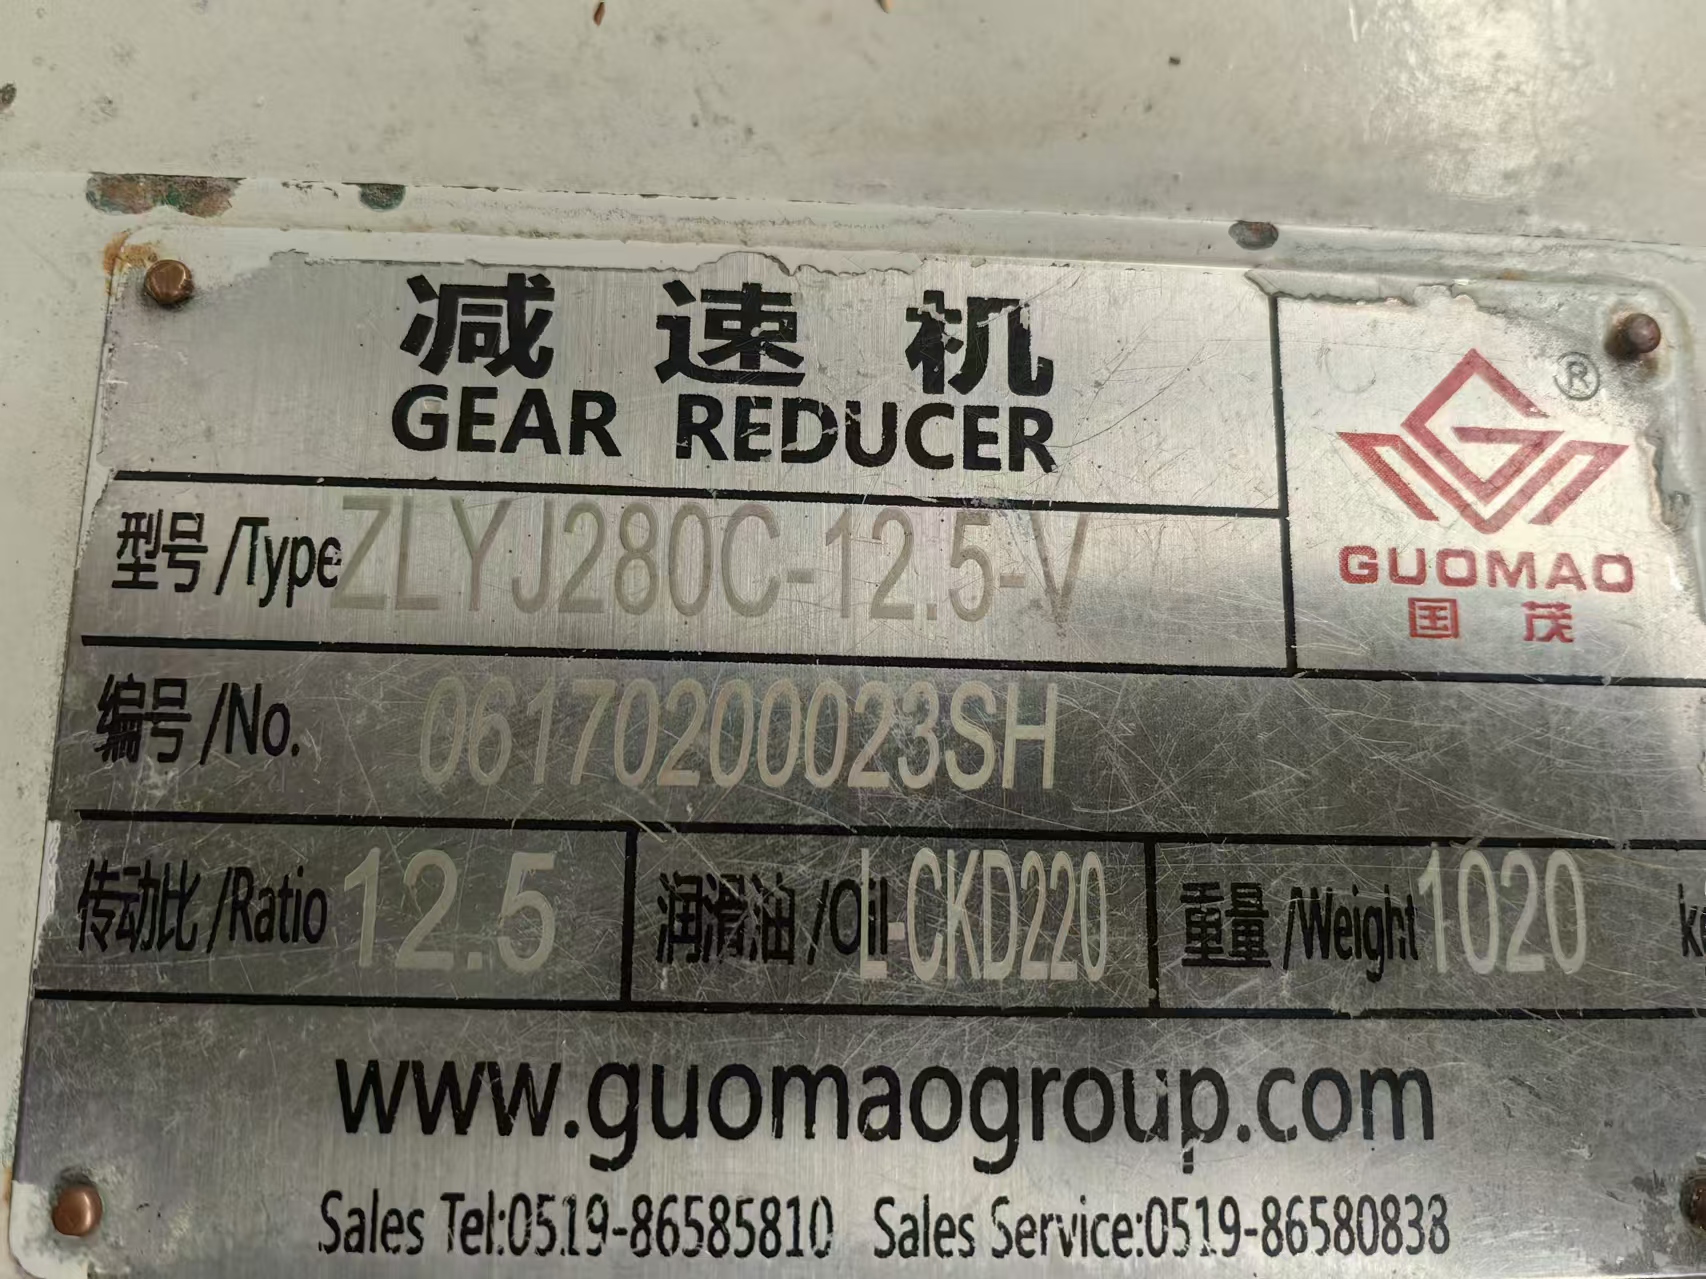 减速机
GEAR REDUCER
®
GUOMAO
国茂
型号/Type ZLYJ280C-12.5-V
编号/No. 06170200023SH
传动比/Ratio 12.5 润滑油/Oil L-CKD220 重量/Weight 1020
www.guomaogroup.com
Sales Tel:0519-86585810 Sales Service:0519-86580838